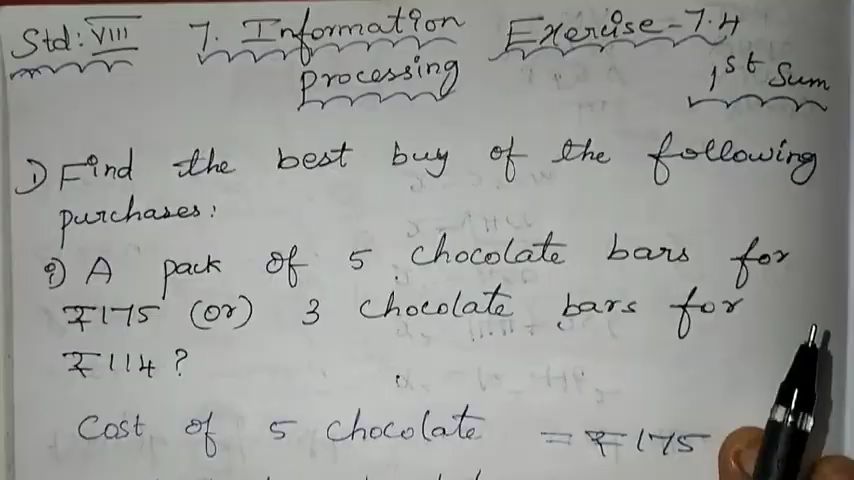 Std: VIII 7. Information Processing Exercise-7.4
1st Sum
1) Find the best buy of the following
purchases:
i) A pack of 5 chocolate bars for
₹175 (or) 3 chocolate bars for
₹114?
Cost of 5 chocolate = ₹175